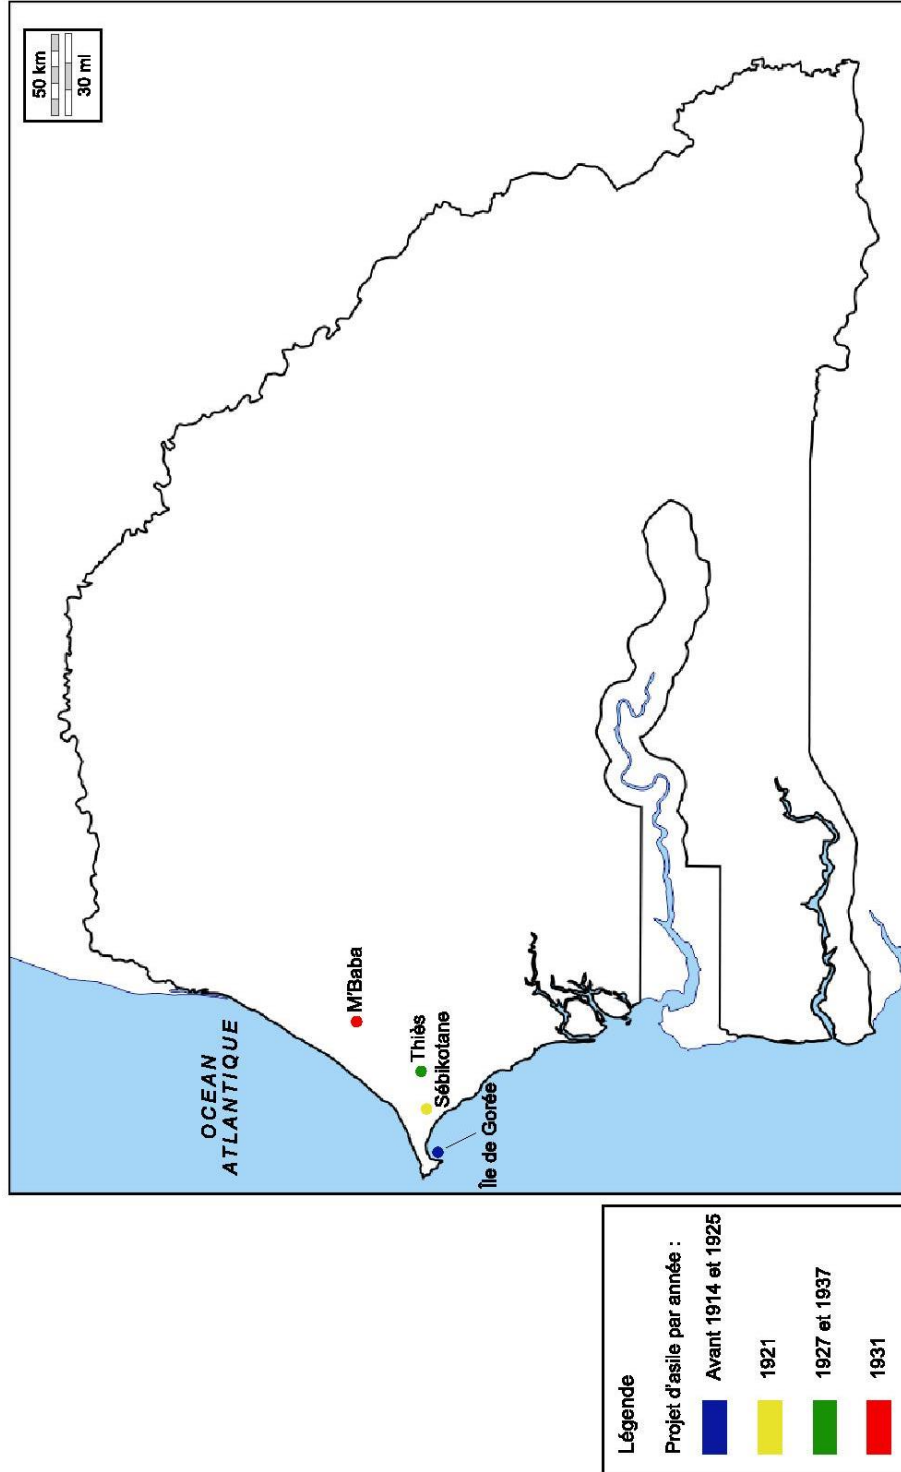 50 km
30 ml
OCEAN
ATLANTIQUE
M'Baba
Thiès
Sébikotane
Île de Gorée
Légende
Projet d'asile par année :
Avant 1914 et 1925
1921
1927 et 1937
1931